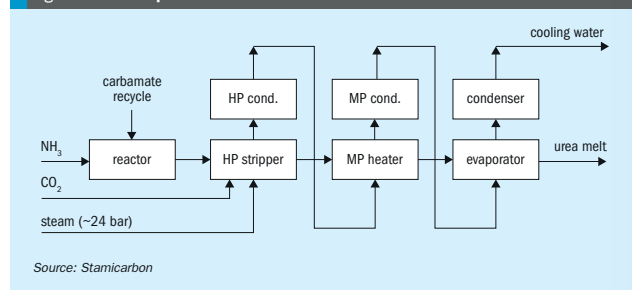 cooling water
carbamate
recycle
HP cond.
MP cond.
condenser
NH3
reactor
HP stripper
MP heater
evaporator
urea melt
CO2
steam (~24 bar)
Source: Stamicarbon